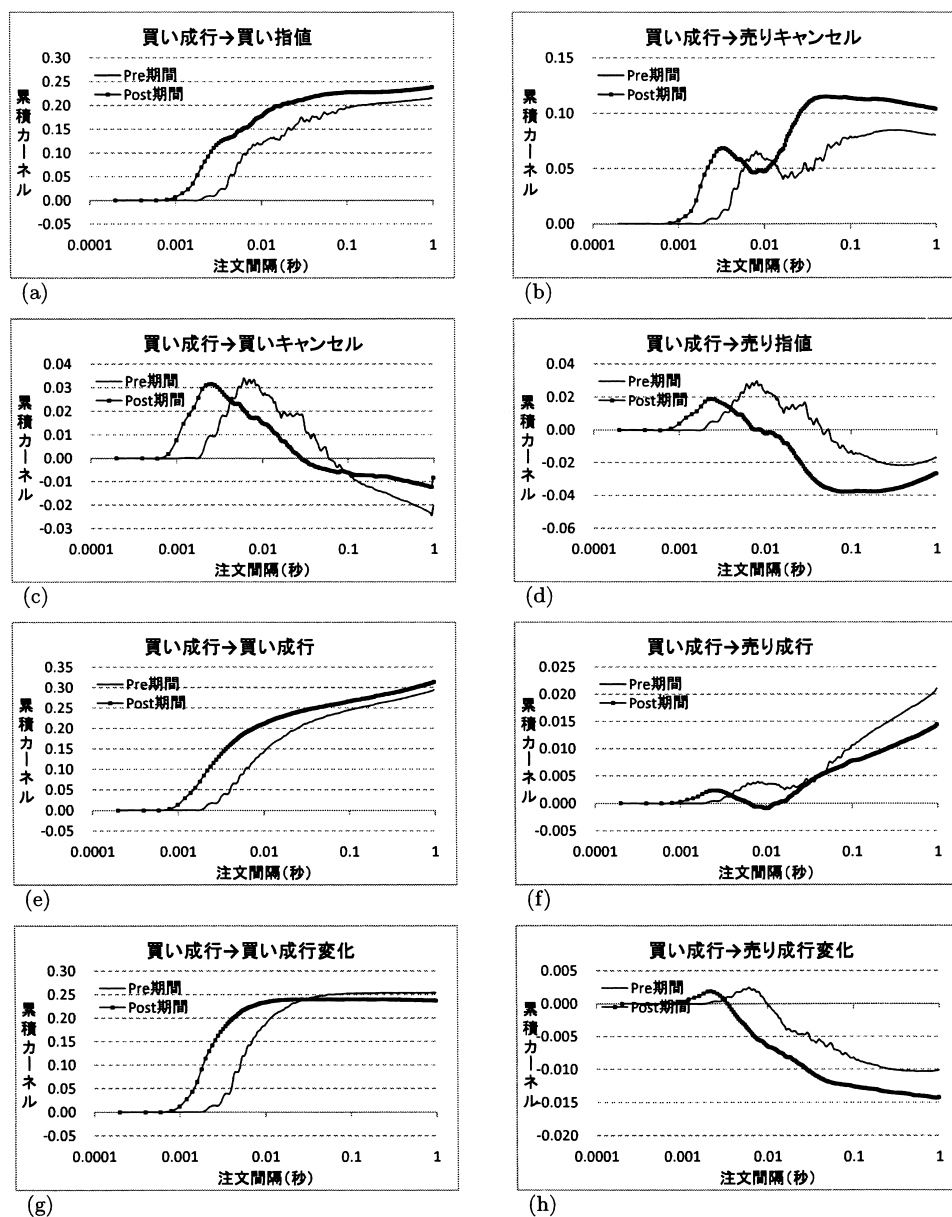 買い成行→買い指値
0.30
0.25
0.20
0.15
0.10
0.05
0.00
-0.05
累積カーネル
Pre期間
Post期間
0.0001 0.001 0.01 0.1 1
注文間隔(秒)
(a)
買い成行→売りキャンセル
0.15
0.10
0.05
0.00
累積カーネル
Pre期間
Post期間
0.0001 0.001 0.01 0.1 1
注文間隔(秒)
(b)
買い成行→買いキャンセル
0.04
0.03
0.02
0.01
0.00
-0.01
-0.02
-0.03
累積カーネル
Pre期間
Post期間
0.0001 0.001 0.01 0.1 1
注文間隔(秒)
(c)
買い成行→売り指値
0.04
0.02
0.00
-0.02
-0.04
-0.06
累積カーネル
Pre期間
Post期間
0.0001 0.001 0.01 0.1 1
注文間隔(秒)
(d)
買い成行→買い成行
0.35
0.30
0.25
0.20
0.15
0.10
0.05
0.00
-0.05
累積カーネル
Pre期間
Post期間
0.0001 0.001 0.01 0.1 1
注文間隔(秒)
(e)
買い成行→売り成行
0.025
0.020
0.015
0.010
0.005
0.000
-0.005
累積カーネル
Pre期間
Post期間
0.0001 0.001 0.01 0.1 1
注文間隔(秒)
(f)
買い成行→買い成行変化
0.30
0.25
0.20
0.15
0.10
0.05
0.00
-0.05
累積カーネル
Pre期間
Post期間
0.0001 0.001 0.01 0.1 1
注文間隔(秒)
(g)
買い成行→売り成行変化
0.005
0.000
-0.005
-0.010
-0.015
-0.020
累積カーネル
Pre期間
Post期間
0.0001 0.001 0.01 0.1 1
注文間隔(秒)
(h)